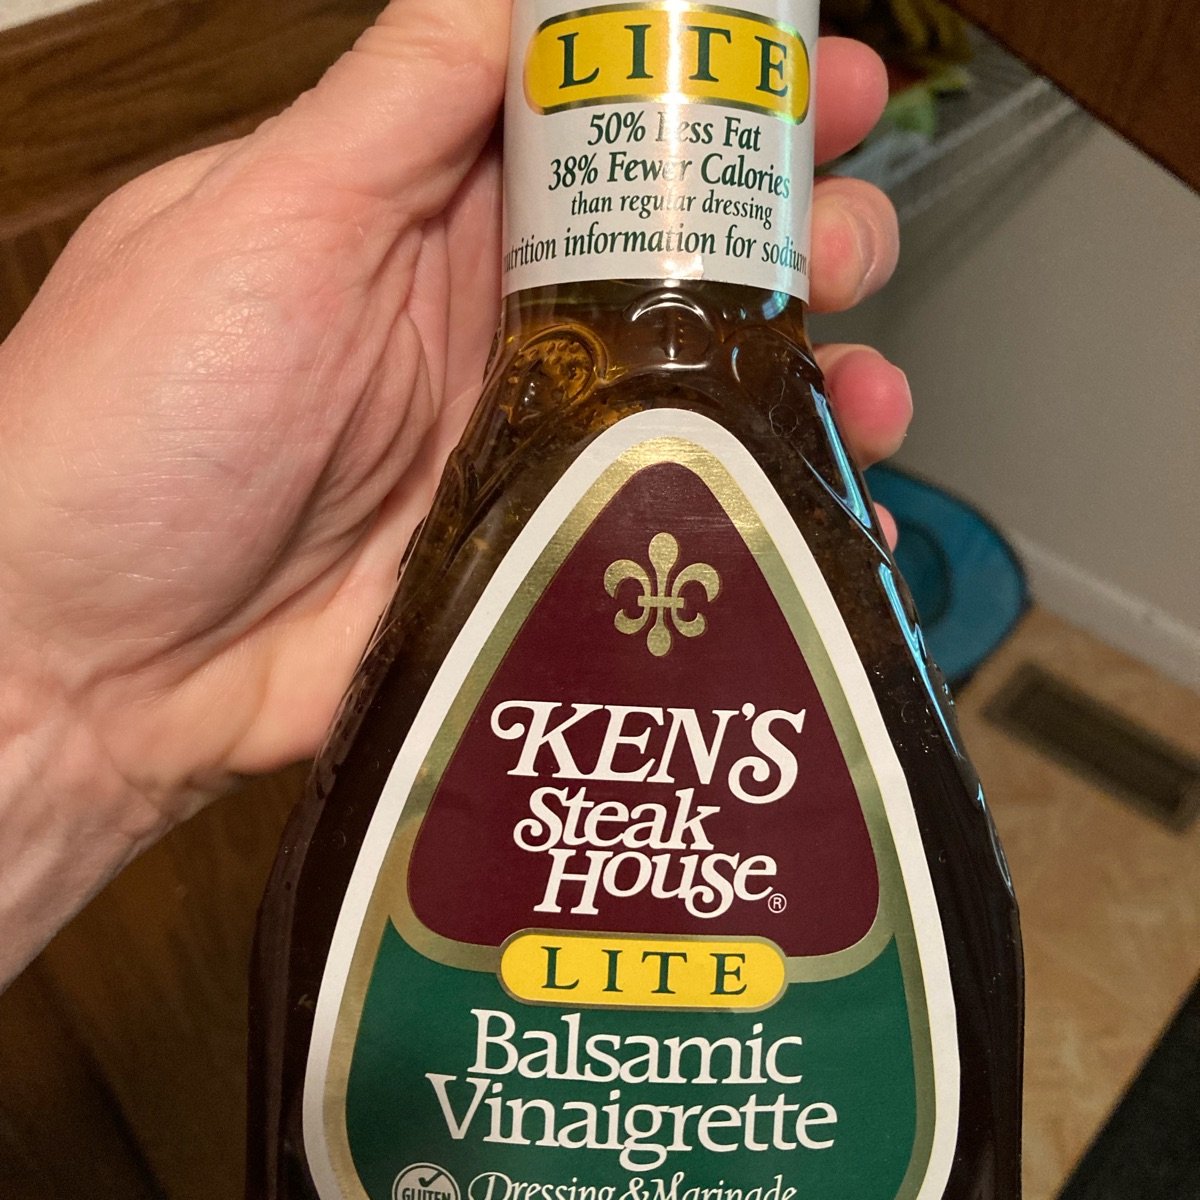 LITE
50% Less Fat
38% Fewer Calories
than regular dressing
information for sodium
KEN'S
Steak
House®
LITE
Balsamic
Vinaigrette
GLUTEN
Dressing & Marinade